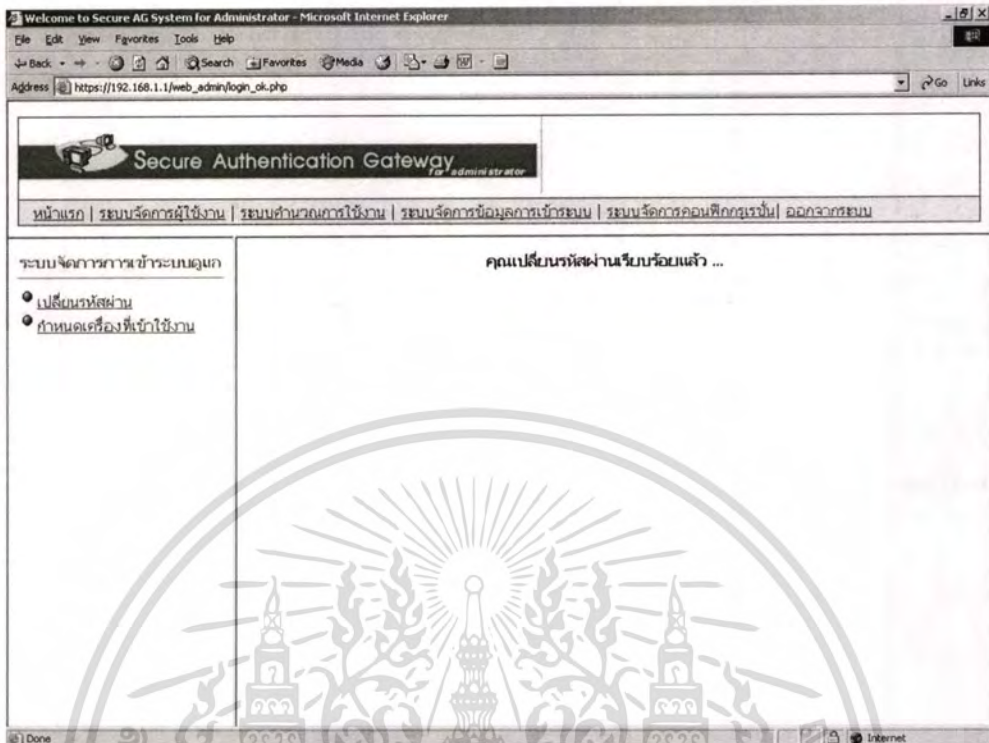 Welcome to Secure AG System for Administrator - Microsoft Internet Explorer
File Edit View Favorites Tools Help
Back Search Favorites Media
Address https://192.168.1.1/web_admin/login_ok.php Go Links
Secure Authentication Gateway
for administrator
หน้าแรก | ระบบจัดการผู้ใช้งาน | ระบบคำนวณการใช้งาน | ระบบจัดการข้อมูลการเข้าระบบ | ระบบจัดการคอนฟิกกูเรชั่น| ออกจากระบบ
ระบบจัดการการเข้าระบบดูแล
เปลี่ยนรหัสผ่าน
กำหนดเครื่องที่เข้าใช้งาน
คุณเปลี่ยนรหัสผ่านเรียบร้อยแล้ว ...
Done Internet